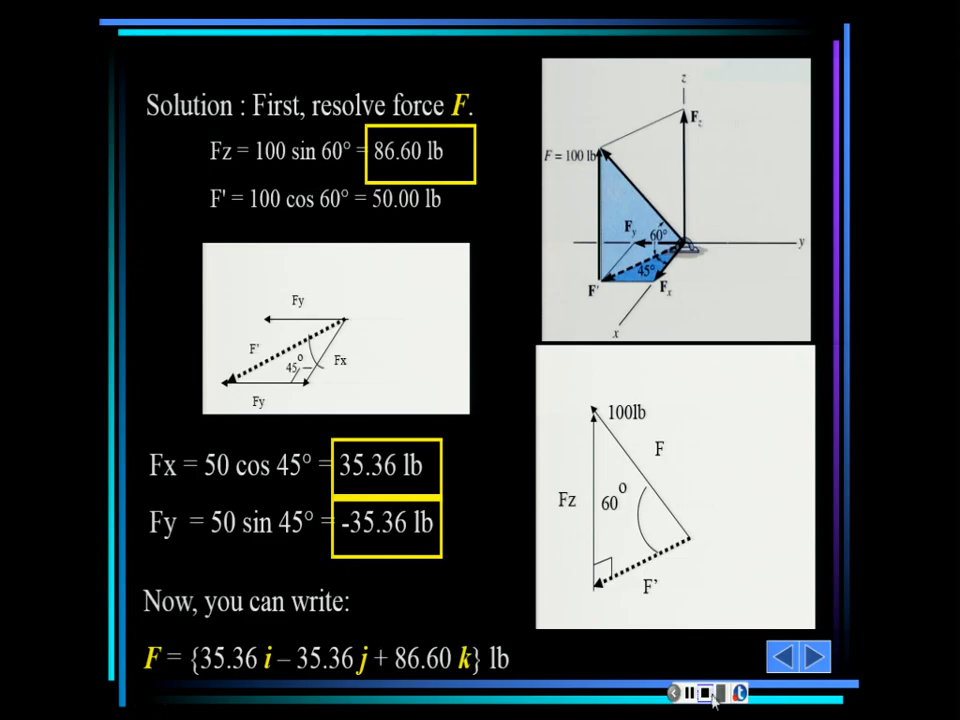 Solution : First, resolve force F.
Fz = 100 sin 60° = 86.60 lb
F' = 100 cos 60° = 50.00 lb
z
Fz
F = 100 lb
Fy
60°
y
45°
F'
Fx
x
Fy
F’
45 o
Fx
Fy
100lb
F
Fz
60 o
F’
Fx = 50 cos 45° = 35.36 lb
Fy = 50 sin 45° = -35.36 lb
Now, you can write:
F = {35.36 i – 35.36 j + 86.60 k} lb